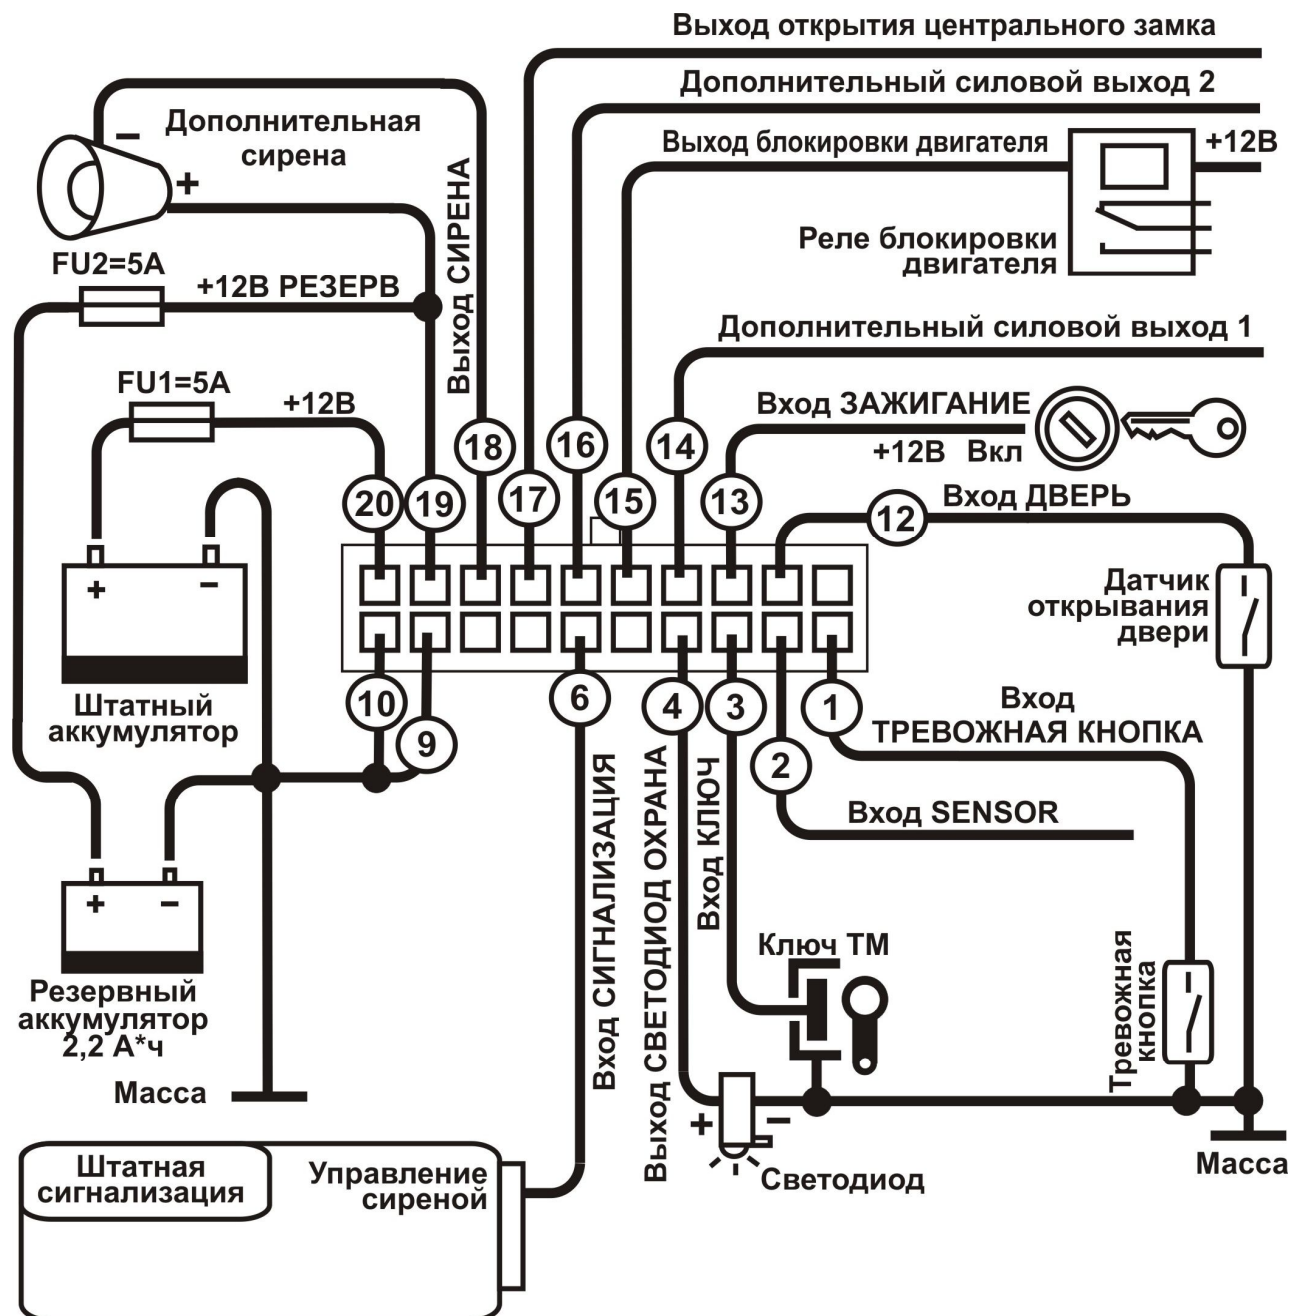 Выход открытия центрального замка
Дополнительный силовой выход 2
Дополнительная
сирена
Выход блокировки двигателя
+12В
−
+
Реле блокировки
двигателя
FU2=5А
+12В РЕЗЕРВ
Выход СИРЕНА
Дополнительный силовой выход 1
FU1=5А
+12В
Вход ЗАЖИГАНИЕ
+12В Вкл
20
19
18
17
16
15
14
13
12
Вход ДВЕРЬ
+
−
Датчик
открывания
двери
Штатный
аккумулятор
10
9
6
4
3
2
1
Вход
ТРЕВОЖНАЯ КНОПКА
Вход SENSOR
Вход СИГНАЛИЗАЦИЯ
Выход СВЕТОДИОД ОХРАНА
Вход КЛЮЧ
+
−
Резервный
аккумулятор
2,2 А*ч
Ключ ТМ
Тревожная
кнопка
Масса
+
−
Светодиод
Масса
Штатная
сигнализация
Управление
сиреной